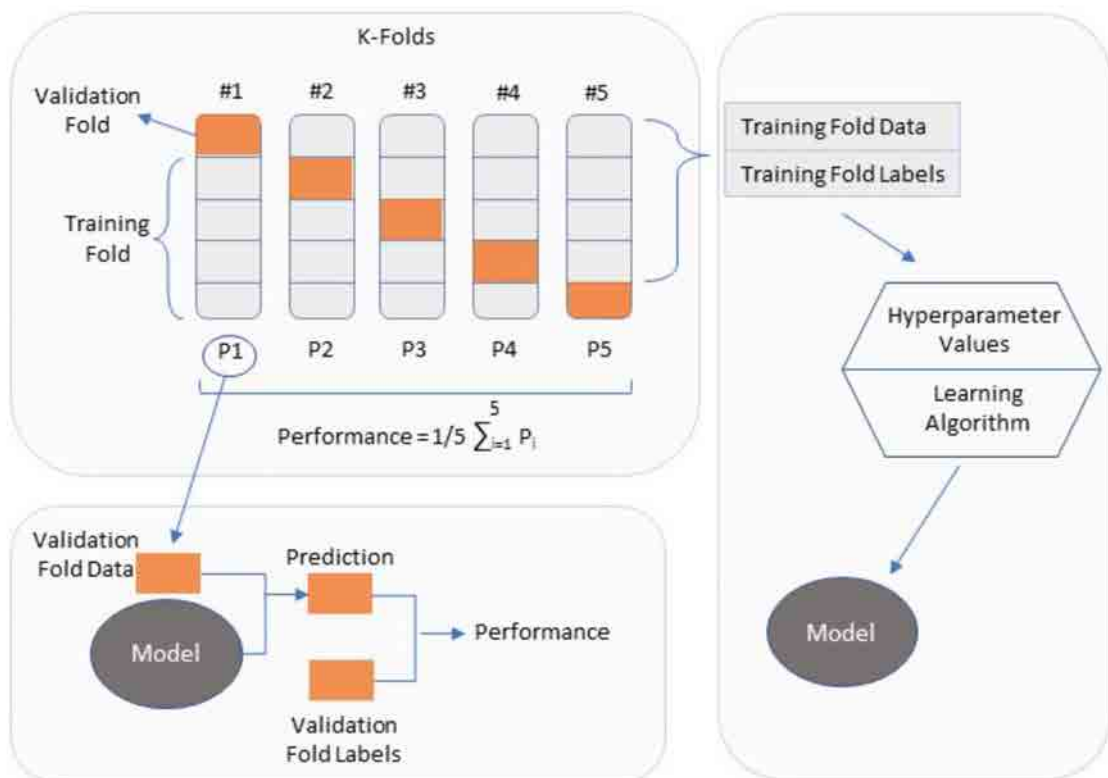 K-Folds
#1 #2 #3 #4 #5
Validation
Fold
Training
Fold
P1 P2 P3 P4 P5
Performance = 1/5 ∑ᵢ₌₁⁵ Pᵢ
Training Fold Data
Training Fold Labels
Hyperparameter
Values
Learning
Algorithm
Model
Validation
Fold Data
Model
Prediction
Performance
Validation
Fold Labels